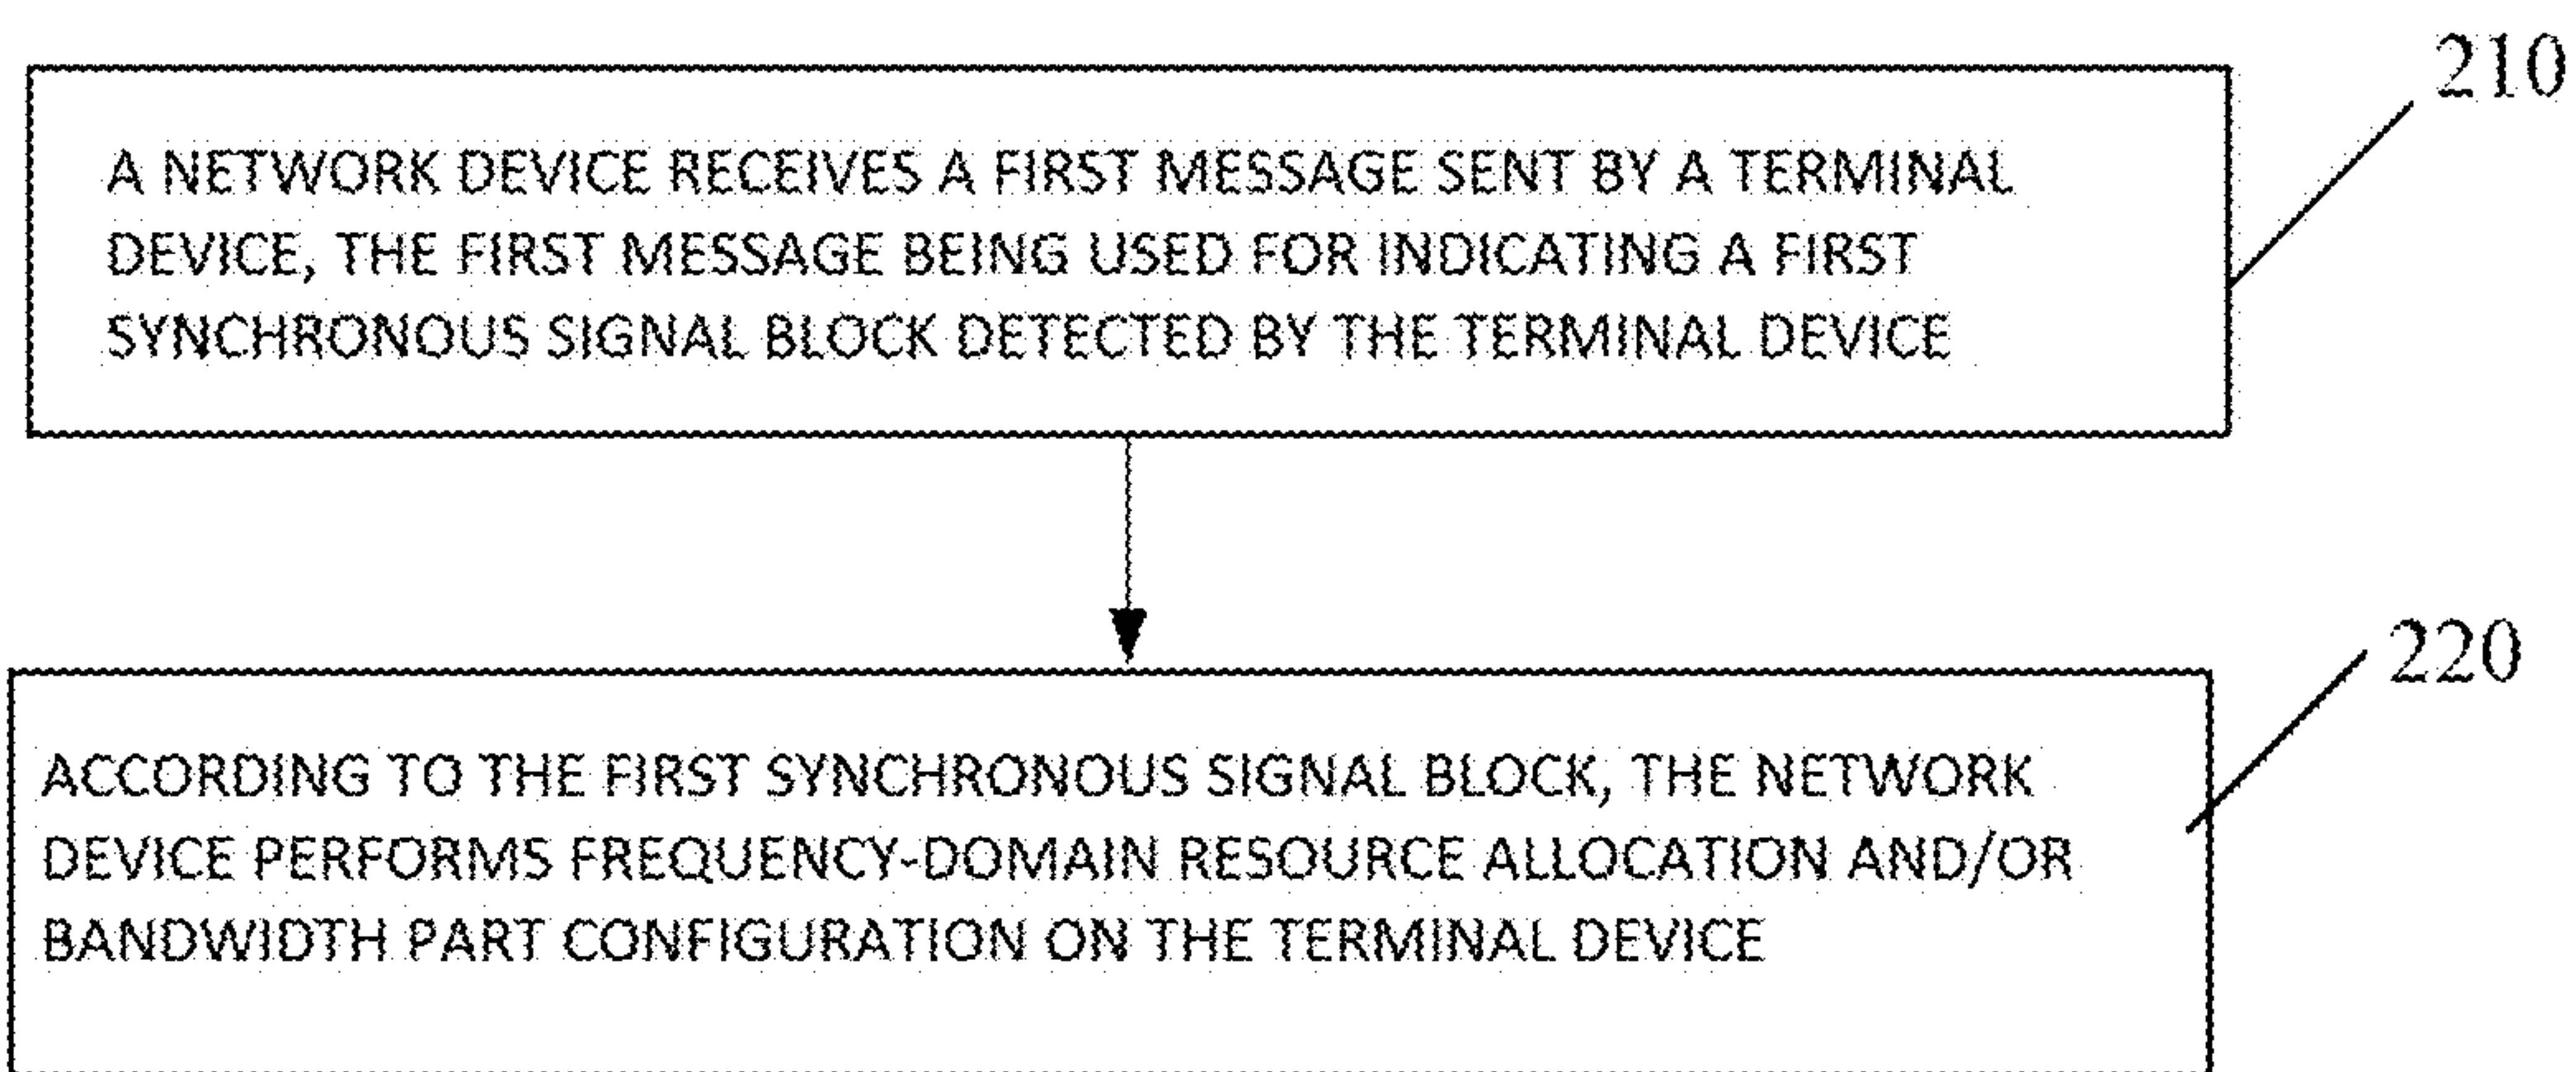 210
A NETWORK DEVICE RECEIVES A FIRST MESSAGE SENT BY A TERMINAL
DEVICE, THE FIRST MESSAGE BEING USED FOR INDICATING A FIRST
SYNCHRONOUS SIGNAL BLOCK DETECTED BY THE TERMINAL DEVICE
220
ACCORDING TO THE FIRST SYNCHRONOUS SIGNAL BLOCK, THE NETWORK
DEVICE PERFORMS FREQUENCY-DOMAIN RESOURCE ALLOCATION AND/OR
BANDWIDTH PART CONFIGURATION ON THE TERMINAL DEVICE